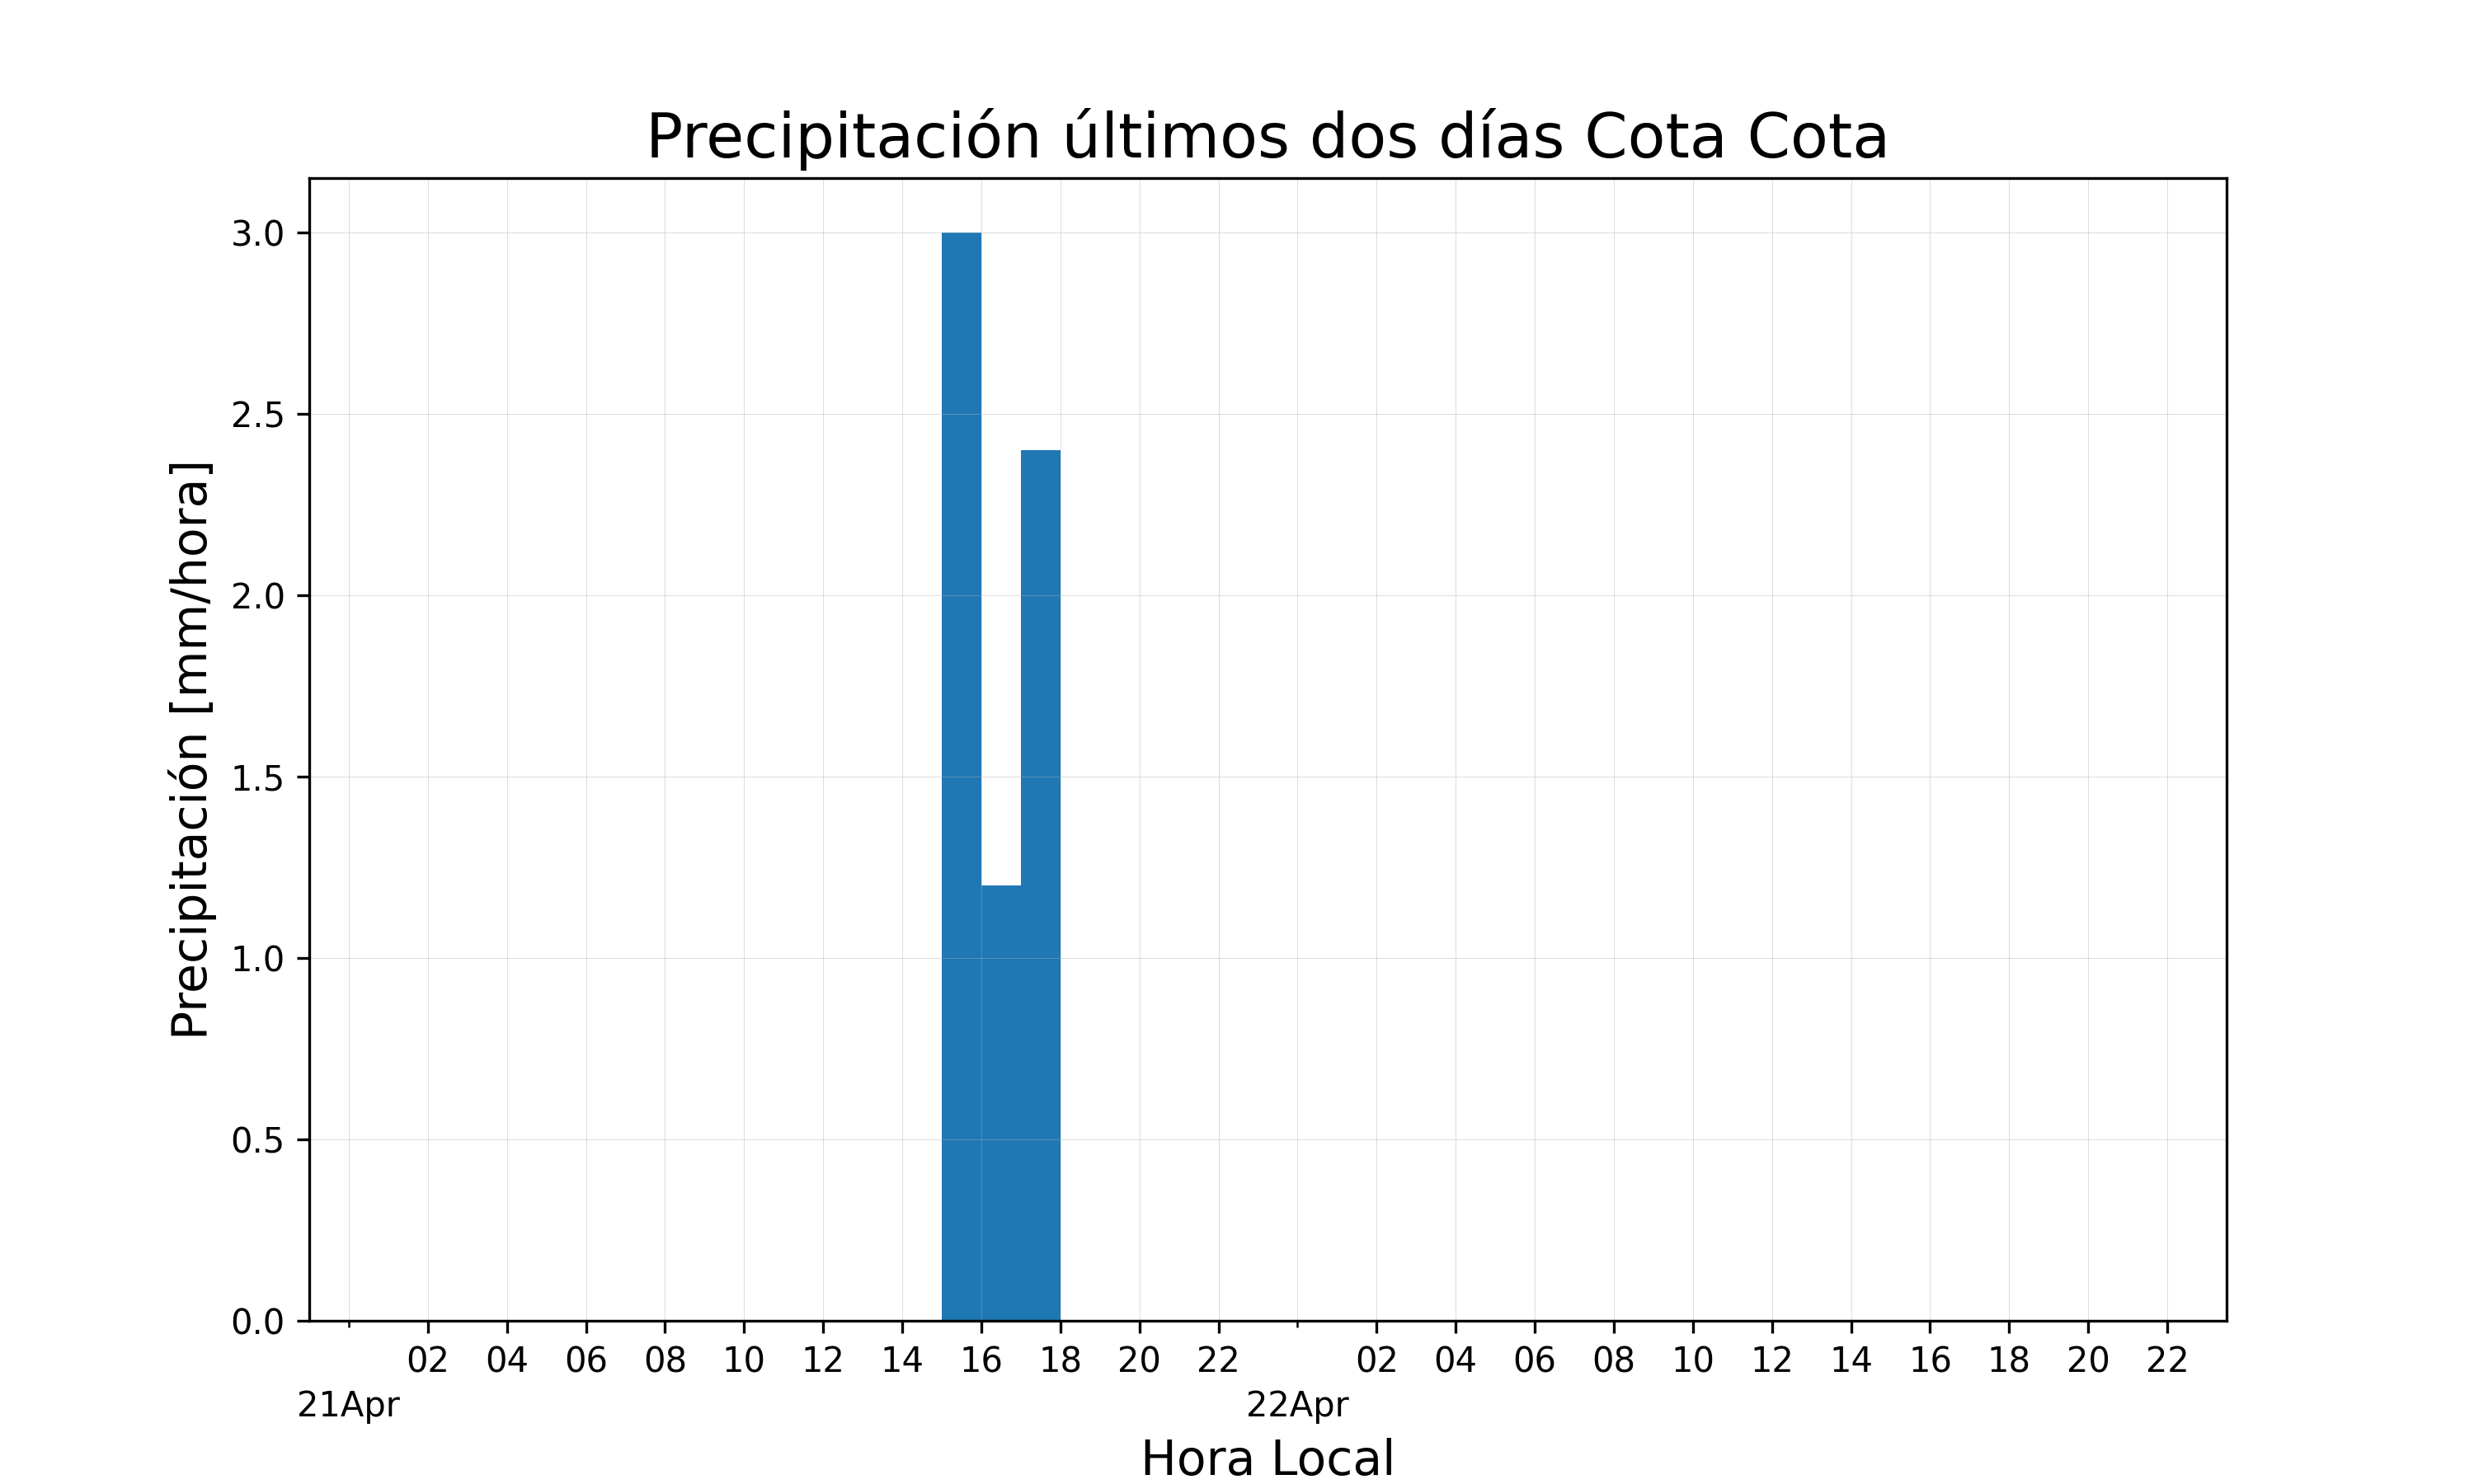 Precipitación últimos dos días Cota Cota
Precipitación [mm/hora]
3.0
2.5
2.0
1.5
1.0
0.5
0.0
02 04 06 08 10 12 14 16 18 20 22 02 04 06 08 10 12 14 16 18 20 22
21Apr 22Apr
Hora Local